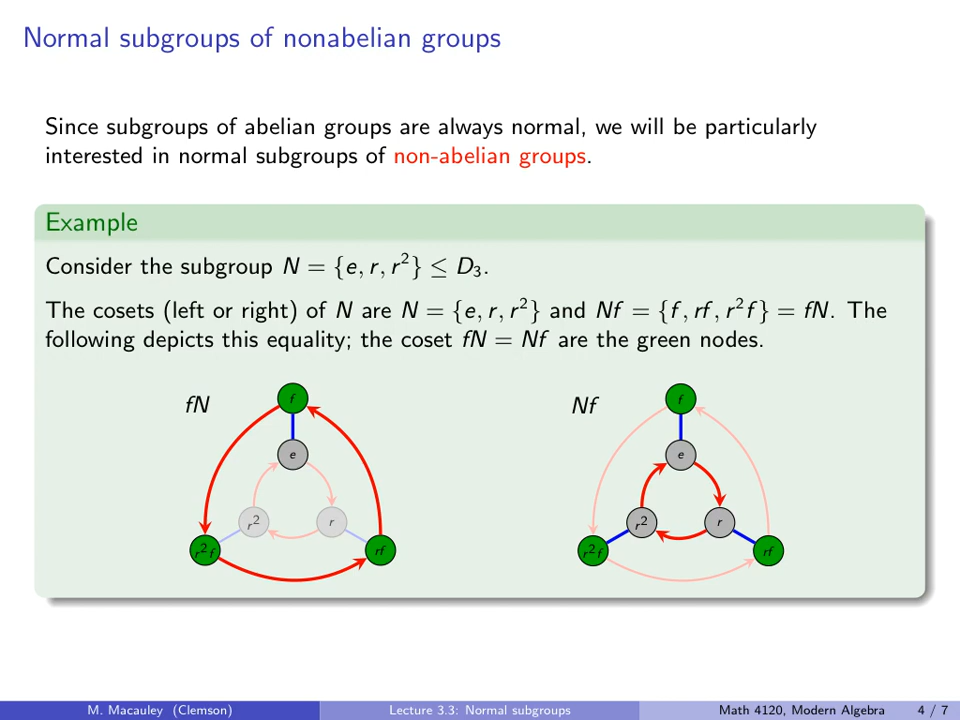 Normal subgroups of nonabelian groups
Since subgroups of abelian groups are always normal, we will be particularly
interested in normal subgroups of non-abelian groups.
Example
Consider the subgroup N = {e, r, r²} ≤ D₃.
The cosets (left or right) of N are N = {e, r, r²} and Nf = {f, rf, r²f} = fN. The
following depicts this equality; the coset fN = Nf are the green nodes.
fN
f
e
r²
r
r²f
rf
Nf
f
e
r²
r
r²f
rf
M. Macauley (Clemson)
Lecture 3.3: Normal subgroups
Math 4120, Modern Algebra
4 / 7